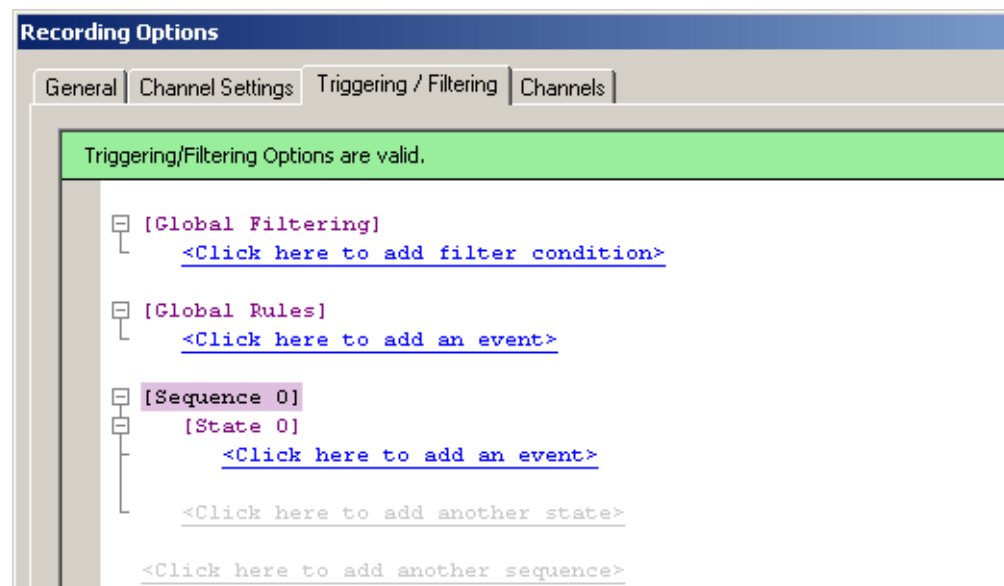 Recording Options
General Channel Settings Triggering / Filtering Channels
Triggering/Filtering Options are valid.
[Global Filtering]
<Click here to add filter condition>
[Global Rules]
<Click here to add an event>
[Sequence 0]
[State 0]
<Click here to add an event>
<Click here to add another state>
<Click here to add another sequence>